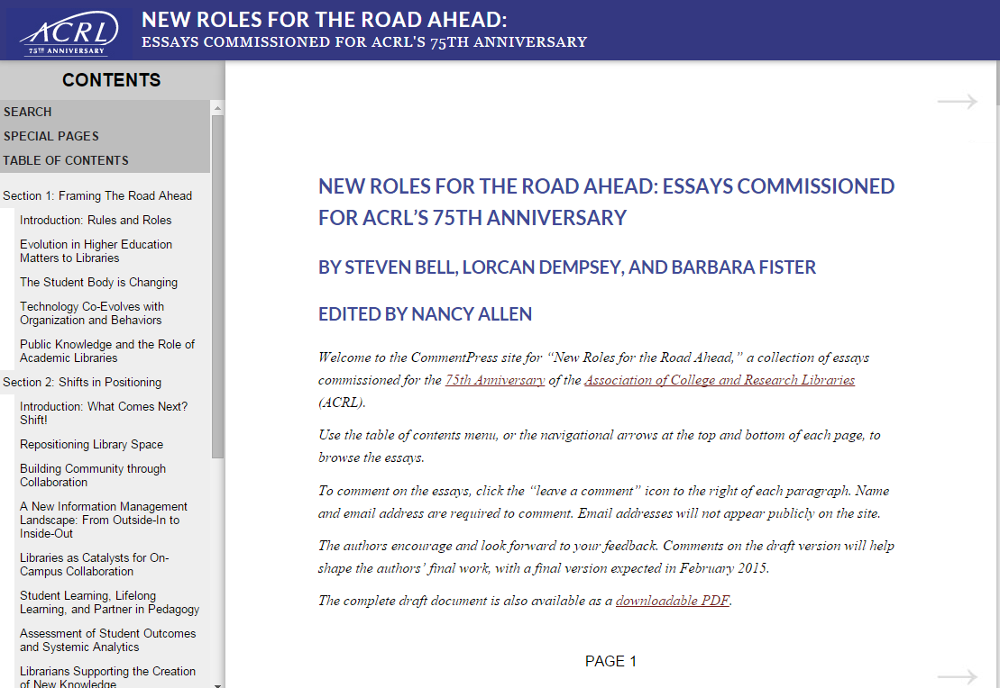 ACRL
75TH ANNIVERSARY
NEW ROLES FOR THE ROAD AHEAD:
ESSAYS COMMISSIONED FOR ACRL'S 75TH ANNIVERSARY
CONTENTS
SEARCH
SPECIAL PAGES
TABLE OF CONTENTS
Section 1: Framing The Road Ahead
Introduction: Rules and Roles
Evolution in Higher Education
Matters to Libraries
The Student Body is Changing
Technology Co-Evolves with
Organization and Behaviors
Public Knowledge and the Role of
Academic Libraries
Section 2: Shifts in Positioning
Introduction: What Comes Next?
Shift!
Repositioning Library Space
Building Community through
Collaboration
A New Information Management
Landscape: From Outside-In to
Inside-Out
Libraries as Catalysts for On-
Campus Collaboration
Student Learning, Lifelong
Learning, and Partner in Pedagogy
Assessment of Student Outcomes
and Systemic Analytics
Librarians Supporting the Creation
of New Knowledge
NEW ROLES FOR THE ROAD AHEAD: ESSAYS COMMISSIONED
FOR ACRL’S 75TH ANNIVERSARY
BY STEVEN BELL, LORCAN DEMPSEY, AND BARBARA FISTER
EDITED BY NANCY ALLEN
Welcome to the CommentPress site for “New Roles for the Road Ahead,” a collection of essays
commissioned for the 75th Anniversary of the Association of College and Research Libraries
(ACRL).
Use the table of contents menu, or the navigational arrows at the top and bottom of each page, to
browse the essays.
To comment on the essays, click the “leave a comment” icon to the right of each paragraph. Name
and email address are required to comment. Email addresses will not appear publicly on the site.
The authors encourage and look forward to your feedback. Comments on the draft version will help
shape the authors’ final work, with a final version expected in February 2015.
The complete draft document is also available as a downloadable PDF.
PAGE 1